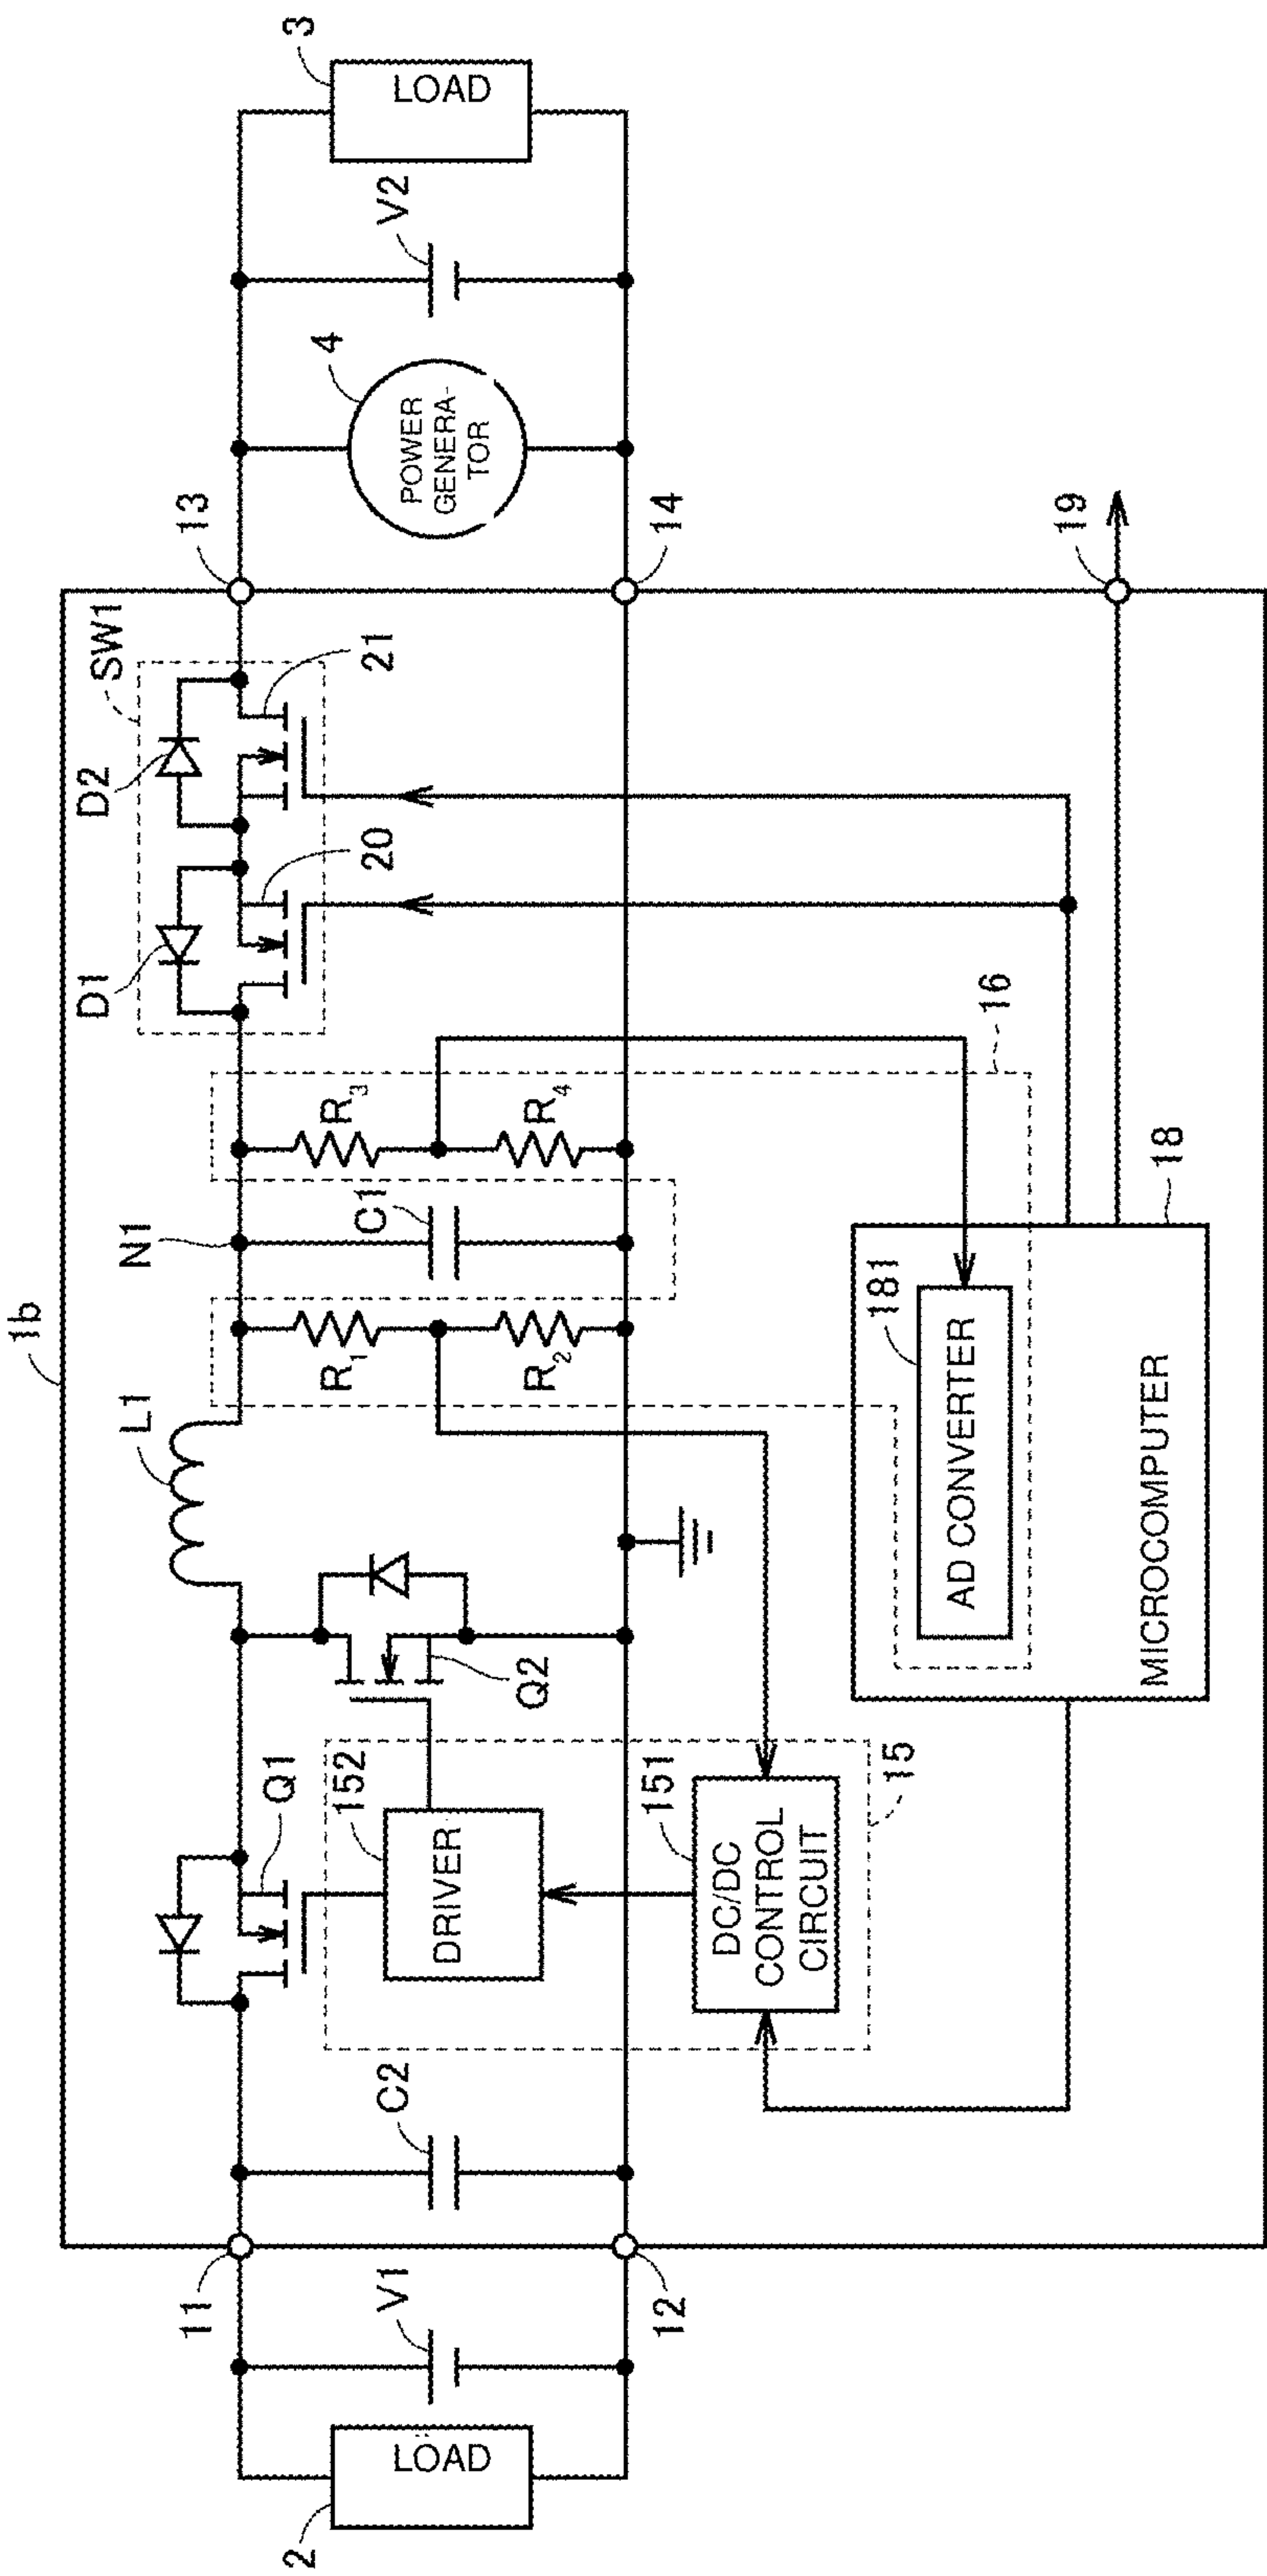 1b
L1
N1
SW1
D1
D2
13
V2
3
LOAD
4
POWER
GENERA-
TOR
11
Q1
20
21
V1
C2
152
DRIVER
Q2
R1
R2
C1
R3
R4
2
LOAD
12
14
151
DC/DC
CONTROL
CIRCUIT
15
16
181
AD CONVERTER
MICROCOMPUTER
18
19